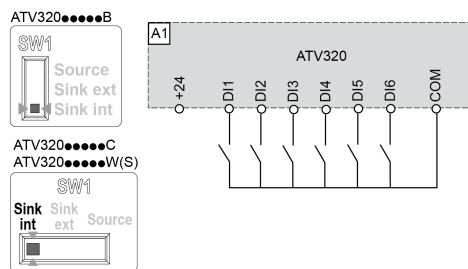 ATV320●●●●●B
SW1
Source
Sink ext
Sink int
ATV320●●●●●C
ATV320●●●●●W(S)
SW1
Sink int
Sink ext
Source
A1
ATV320
+24
DI1
DI2
DI3
DI4
DI5
DI6
COM